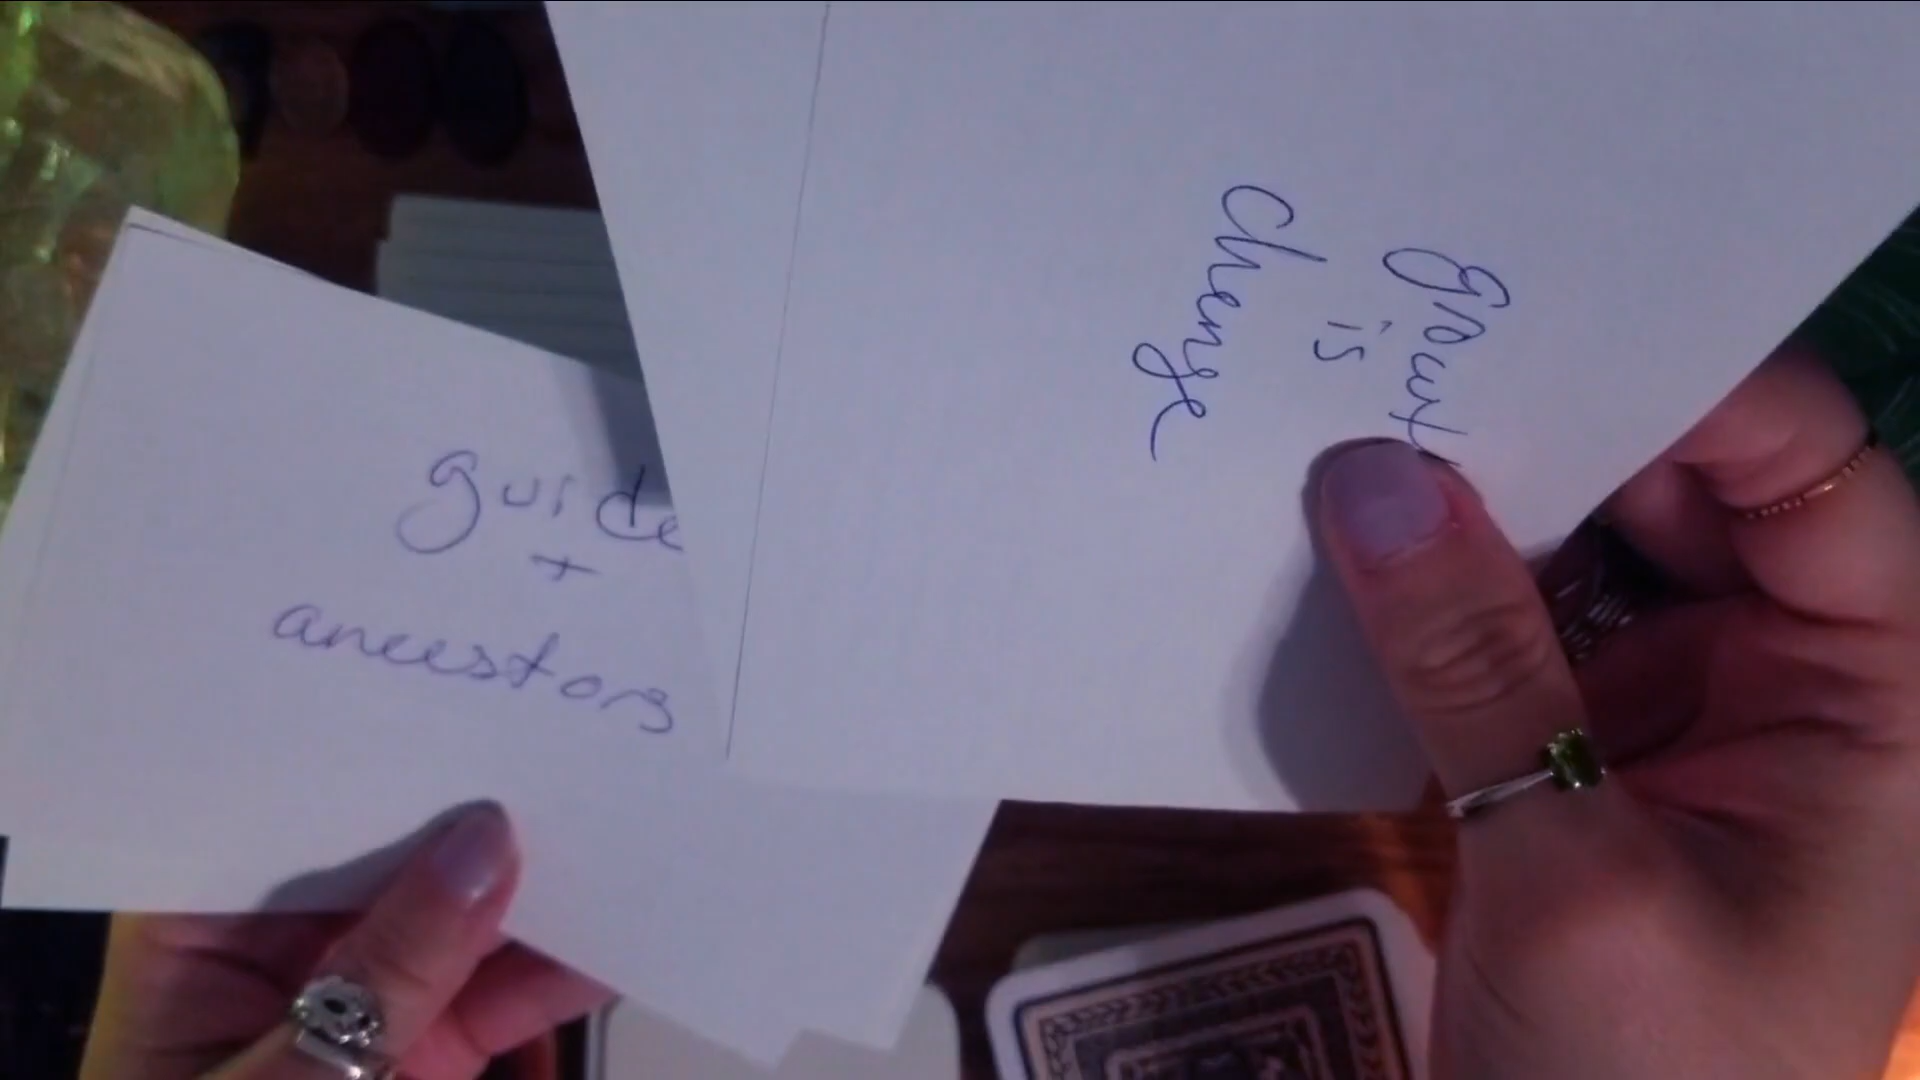 guide
+
ancestors
growth
is
change